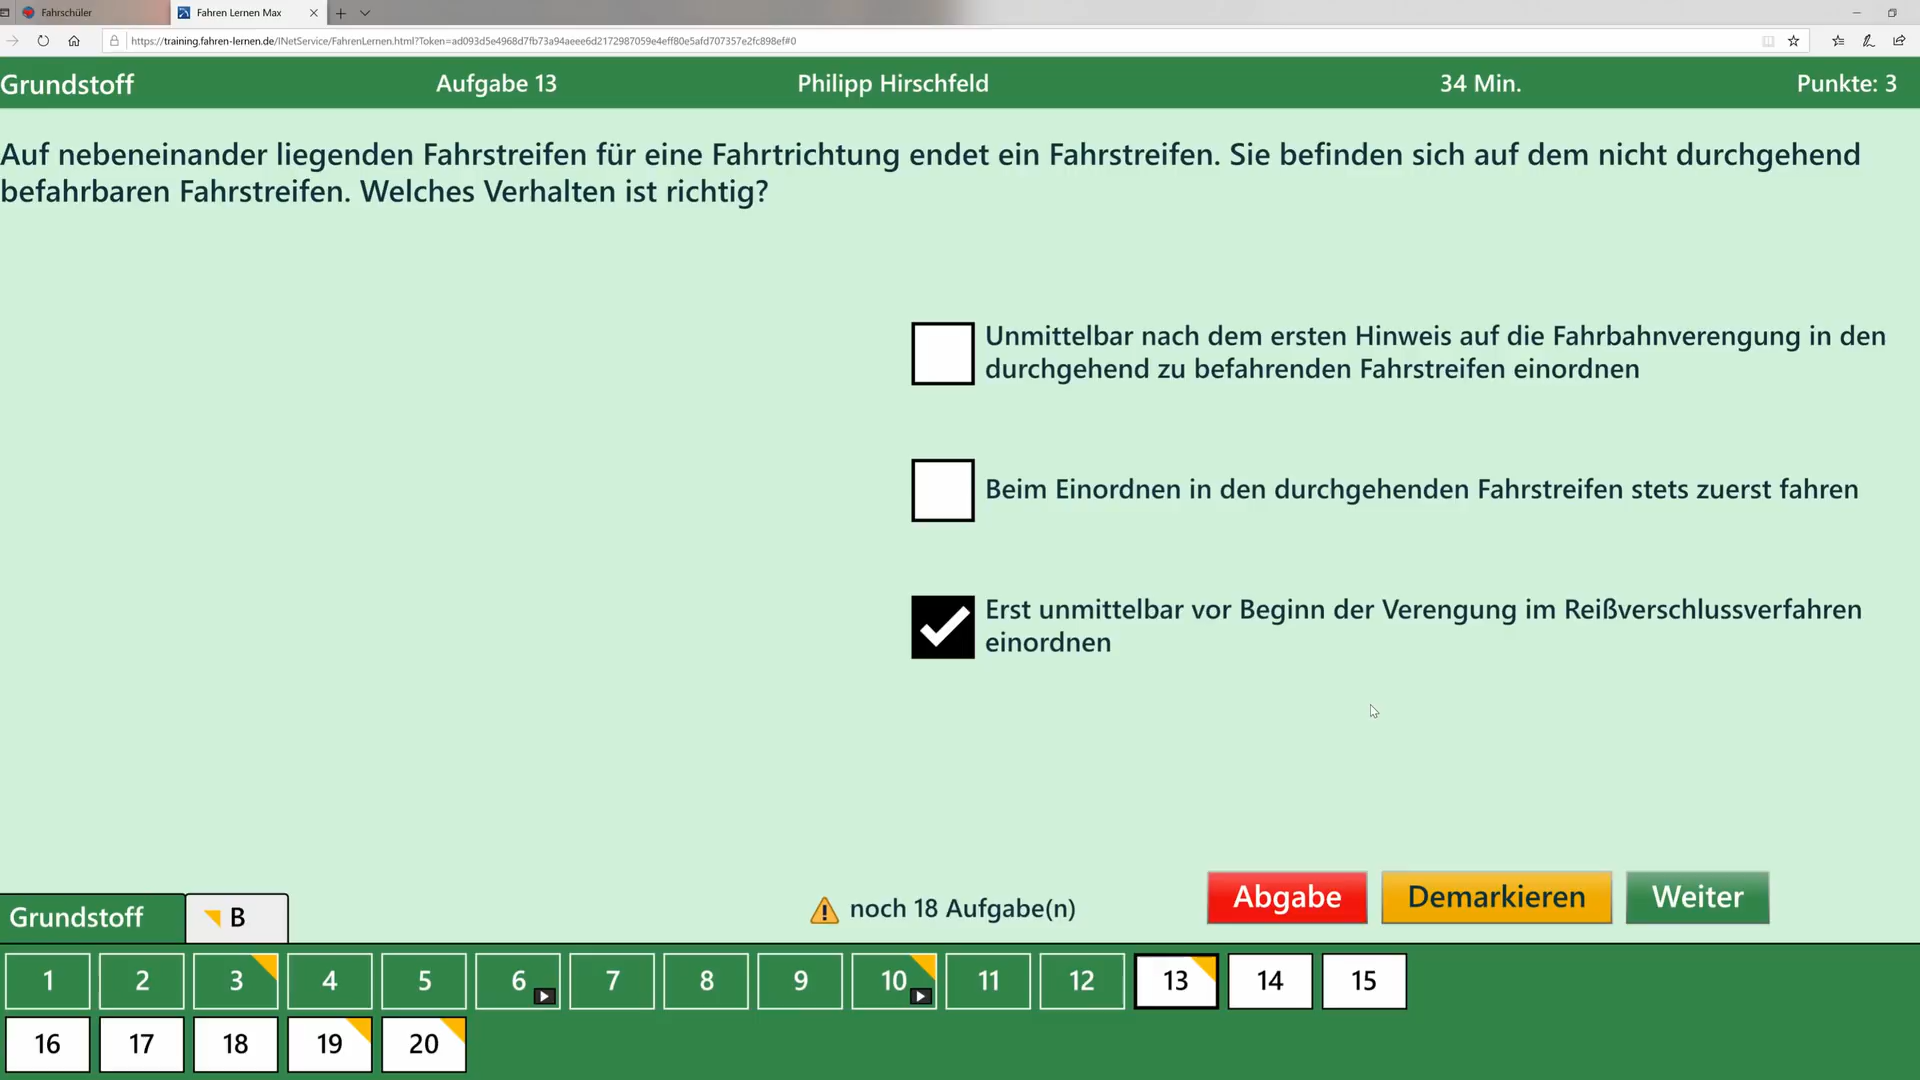 Fahrschüler
Fahren Lernen Max
https://training.fahren-lernen.de/INetService/FahrenLernen.html?Token=ad093d5e4968d7fb73a94aeee6d2172987059e4eff80e5afd707357e2fc898ef#0
Grundstoff Aufgabe 13 Philipp Hirschfeld 34 Min. Punkte: 3
Auf nebeneinander liegenden Fahrstreifen für eine Fahrtrichtung endet ein Fahrstreifen. Sie befinden sich auf dem nicht durchgehend
befahrbaren Fahrstreifen. Welches Verhalten ist richtig?
Unmittelbar nach dem ersten Hinweis auf die Fahrbahnverengung in den
durchgehend zu befahrenden Fahrstreifen einordnen
Beim Einordnen in den durchgehenden Fahrstreifen stets zuerst fahren
Erst unmittelbar vor Beginn der Verengung im Reißverschlussverfahren
einordnen
Grundstoff B noch 18 Aufgabe(n) Abgabe Demarkieren Weiter
1 2 3 4 5 6 7 8 9 10 11 12 13 14 15
16 17 18 19 20